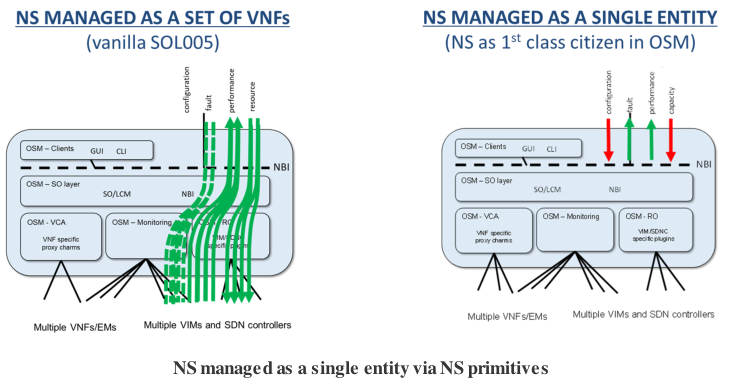 NS MANAGED AS A SET OF VNFs
(vanilla SOL005)
configuration
fault
performance
resource
OSM – Clients
GUI CLI
NBI
OSM – SO layer
SO/LCM NBI
OSM - VCA
VNF specific
proxy charms
OSM – Monitoring
OSM - RO
VIM/SDNC
specific plugins
Multiple VNFs/EMs
Multiple VIMs and SDN controllers
NS MANAGED AS A SINGLE ENTITY
(NS as 1st class citizen in OSM)
configuration
fault
performance
capacity
OSM – Clients
GUI CLI
NBI
OSM – SO layer
SO/LCM NBI
OSM - VCA
VNF specific
proxy charms
OSM – Monitoring
OSM - RO
VIM/SDNC
specific plugins
Multiple VNFs/EMs
Multiple VIMs and SDN controllers
NS managed as a single entity via NS primitives